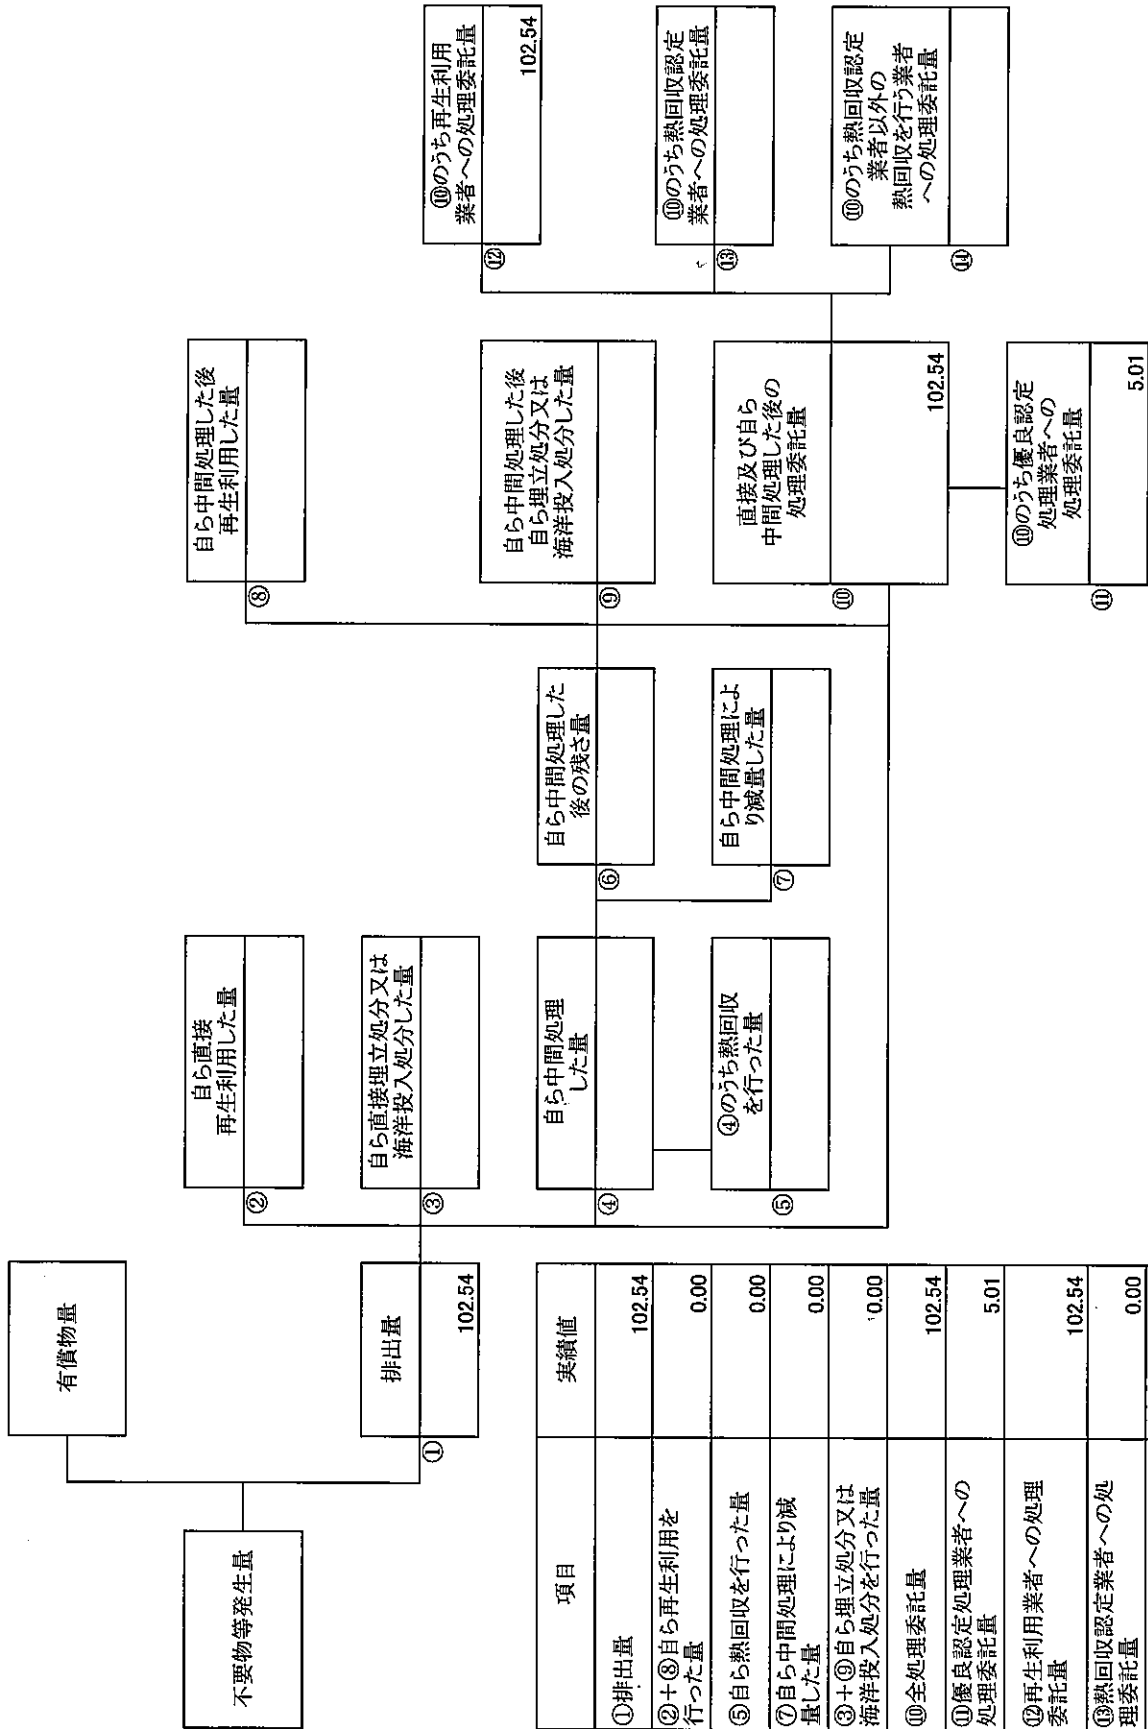 不要物等発生量
有償物量
①
排出量
102.54
②
自ら直接
再生利用した量
③
自ら直接埋立処分又は
海洋投入処分した量
④
自ら中間処理
した量
⑤
④のうち熱回収
を行った量
⑥
自ら中間処理した
後の残さ量
⑦
自ら中間処理によ
り減量した量
⑧
自ら中間処理した後
再生利用した量
⑨
自ら中間処理した後
自ら埋立処分又は
海洋投入処分した量
⑩
直接及び自ら
中間処理した後の
処理委託量
102.54
⑪
⑩のうち優良認定
処理業者への
処理委託量
5.01
⑫
⑩のうち再生利用
業者への処理委託量
102.54
⑬
⑩のうち熱回収認定
業者への処理委託量
⑭
⑩のうち熱回収認定
業者以外の
熱回収を行う業者
への処理委託量
項目 実績値
①排出量 102.54
②+⑧自ら再生利用を
行った量 0.00
⑤自ら熱回収を行った量 0.00
⑦自ら中間処理により減
量した量 0.00
③+⑨自ら埋立処分又は
海洋投入処分を行った量 0.00
⑩全処理委託量 102.54
⑪優良認定処理業者への
処理委託量 5.01
⑫再生利用業者への処理
委託量 102.54
⑬熱回収認定業者への処
理委託量 0.00